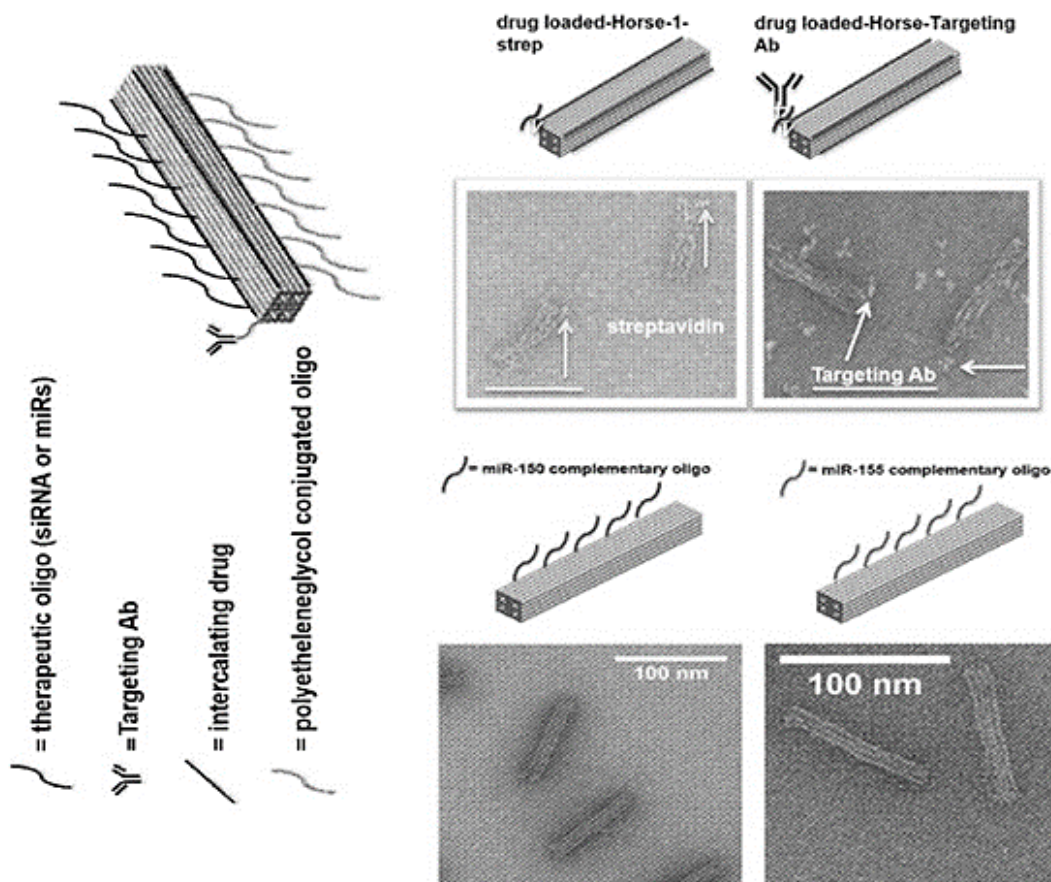 drug loaded-Horse-1-
strep
drug loaded-Horse-Targeting
Ab
streptavidin
Targeting Ab
= miR-150 complementary oligo
= miR-155 complementary oligo
100 nm
100 nm
= therapeutic oligo (siRNA or miRs)
= Targeting Ab
= intercalating drug
= polyetheleneglycol conjugated oligo